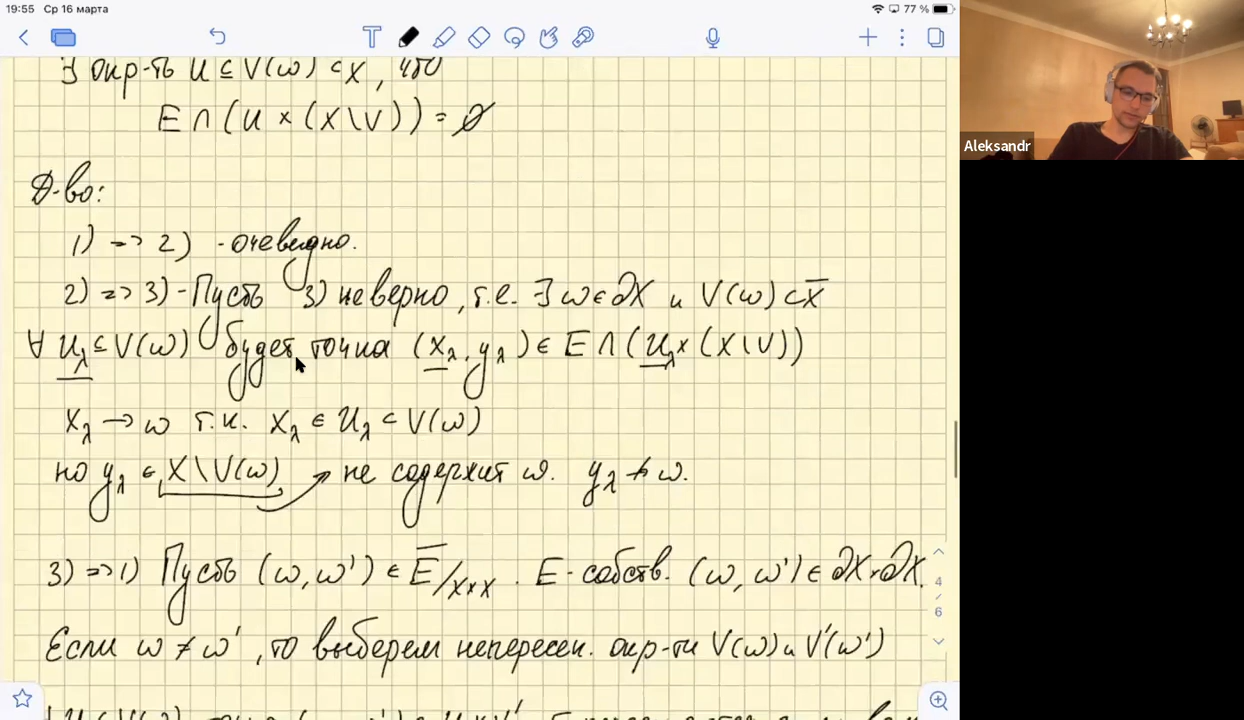 19:55 Ср 16 марта
77 %
∃ окр-ть U ⊆ V(ω) ⊂ X̄, что
E ∩ (U × (X \ V)) = ∅
Aleksandr
Д-во:
1) => 2) - очевидно.
2) => 3) - Пусть 3) неверно, т.е. ∃ ω ∈ ∂X и V(ω) ⊂ X̄
∀ U_λ ⊆ V(ω) будет точка (x_λ, y_λ) ∈ E ∩ (U_λ × (X \ V))
x_λ → ω т.к. x_λ ∈ U_λ ⊂ V(ω)
но y_λ ∈ X \ V(ω) → не содержит ω. y_λ ↛ ω.
3) => 1) Пусть (ω, ω') ∈ Ē / X×X . E - собств. (ω, ω') ∈ ∂X × ∂X.
4
6
Если ω ≠ ω', то выберем непересек. окр-ти V(ω) и V'(ω')